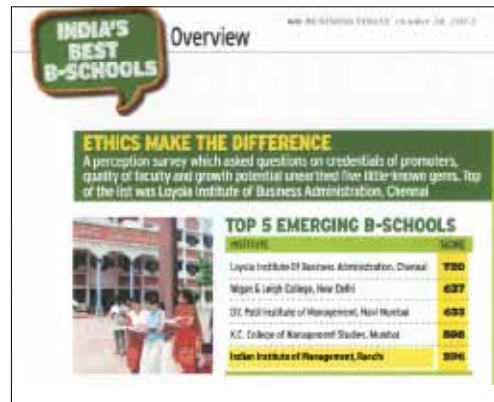 INDIA'S
BEST
B-SCHOOLS
Overview
ETHICS MAKE THE DIFFERENCE
A perception survey which asked questions on credentials of promoters,
quality of faculty and growth potential unearthed five little-known gems. Top
of the list was Loyola Institute of Business Administration, Chennai
TOP 5 EMERGING B-SCHOOLS
INSTITUTE SCORE
Loyola Institute Of Business Administration, Chennai
Wigan & Leigh College, New Delhi 637
D.Y. Patil Institute of Management, Navi Mumbai 633
K.C. College of Management Studies, Mumbai
Indian Institute of Management, Ranchi